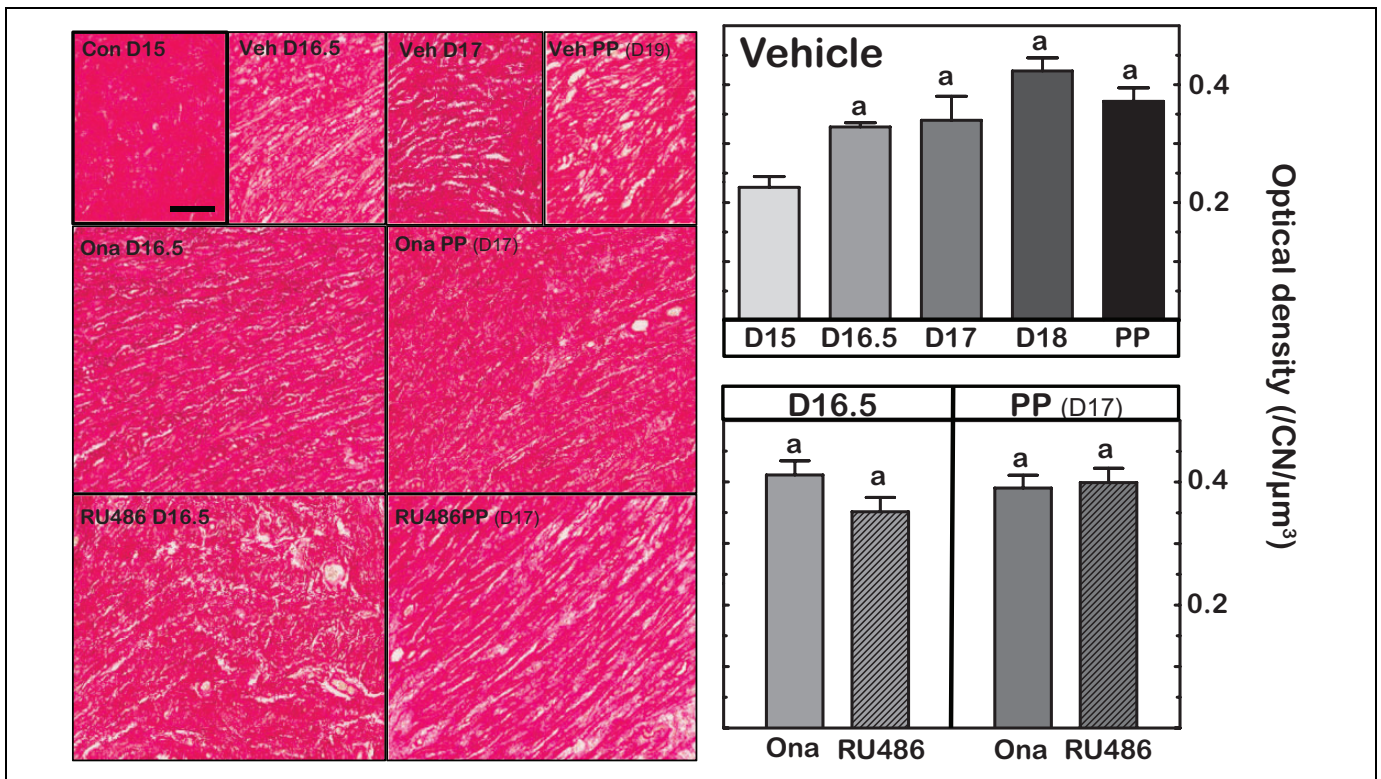 Con D15
Veh D16.5
Veh D17
Veh PP (D19)
Ona D16.5
Ona PP (D17)
RU486 D16.5
RU486PP (D17)
Vehicle
a
a
a
a
0.4
0.2
D15 D16.5 D17 D18 PP
D16.5 PP (D17)
a a a a
0.4
0.2
Ona RU486 Ona RU486
Optical density (/CN/µm³)